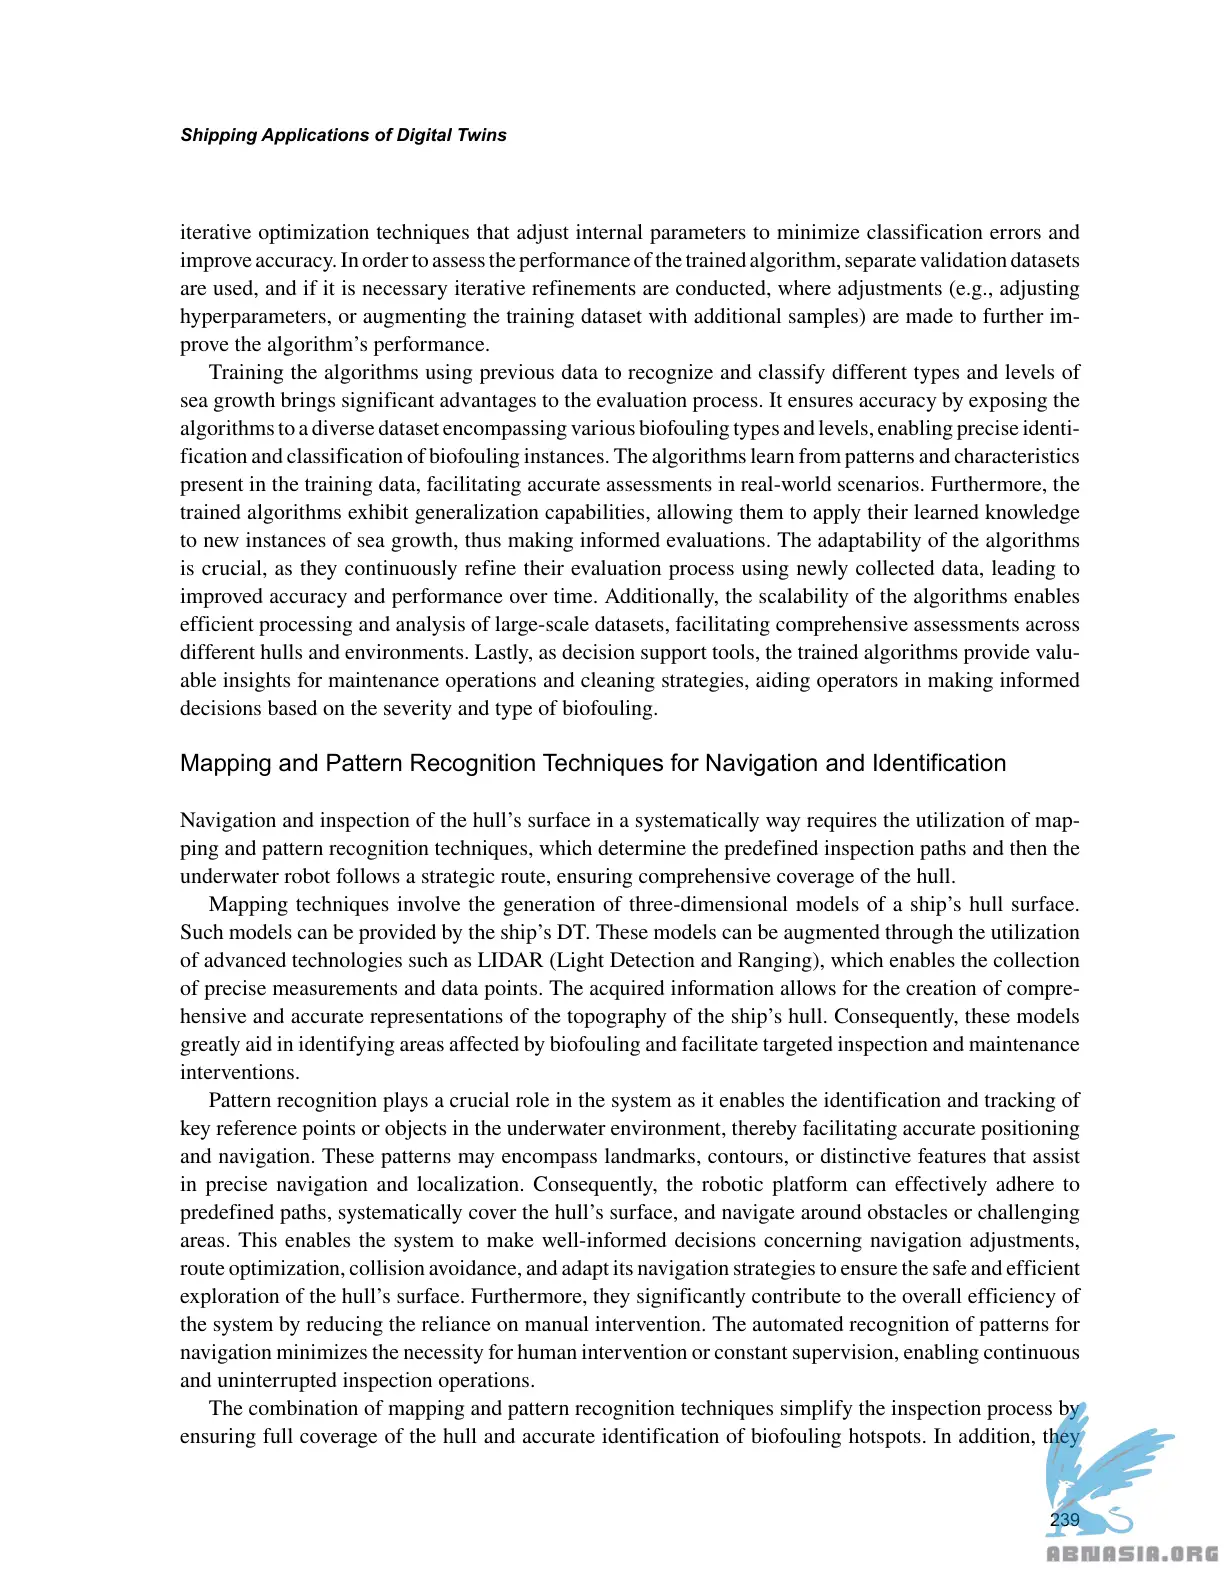 Shipping Applications of Digital Twins
iterative optimization techniques that adjust internal parameters to minimize classification errors and
improve accuracy. In order to assess the performance of the trained algorithm, separate validation datasets
are used, and if it is necessary iterative refinements are conducted, where adjustments (e.g., adjusting
hyperparameters, or augmenting the training dataset with additional samples) are made to further im-
prove the algorithm’s performance.
Training the algorithms using previous data to recognize and classify different types and levels of
sea growth brings significant advantages to the evaluation process. It ensures accuracy by exposing the
algorithms to a diverse dataset encompassing various biofouling types and levels, enabling precise identi-
fication and classification of biofouling instances. The algorithms learn from patterns and characteristics
present in the training data, facilitating accurate assessments in real-world scenarios. Furthermore, the
trained algorithms exhibit generalization capabilities, allowing them to apply their learned knowledge
to new instances of sea growth, thus making informed evaluations. The adaptability of the algorithms
is crucial, as they continuously refine their evaluation process using newly collected data, leading to
improved accuracy and performance over time. Additionally, the scalability of the algorithms enables
efficient processing and analysis of large-scale datasets, facilitating comprehensive assessments across
different hulls and environments. Lastly, as decision support tools, the trained algorithms provide valu-
able insights for maintenance operations and cleaning strategies, aiding operators in making informed
decisions based on the severity and type of biofouling.
Mapping and Pattern Recognition Techniques for Navigation and Identification
Navigation and inspection of the hull’s surface in a systematically way requires the utilization of map-
ping and pattern recognition techniques, which determine the predefined inspection paths and then the
underwater robot follows a strategic route, ensuring comprehensive coverage of the hull.
Mapping techniques involve the generation of three-dimensional models of a ship’s hull surface.
Such models can be provided by the ship’s DT. These models can be augmented through the utilization
of advanced technologies such as LIDAR (Light Detection and Ranging), which enables the collection
of precise measurements and data points. The acquired information allows for the creation of compre-
hensive and accurate representations of the topography of the ship’s hull. Consequently, these models
greatly aid in identifying areas affected by biofouling and facilitate targeted inspection and maintenance
interventions.
Pattern recognition plays a crucial role in the system as it enables the identification and tracking of
key reference points or objects in the underwater environment, thereby facilitating accurate positioning
and navigation. These patterns may encompass landmarks, contours, or distinctive features that assist
in precise navigation and localization. Consequently, the robotic platform can effectively adhere to
predefined paths, systematically cover the hull’s surface, and navigate around obstacles or challenging
areas. This enables the system to make well-informed decisions concerning navigation adjustments,
route optimization, collision avoidance, and adapt its navigation strategies to ensure the safe and efficient
exploration of the hull’s surface. Furthermore, they significantly contribute to the overall efficiency of
the system by reducing the reliance on manual intervention. The automated recognition of patterns for
navigation minimizes the necessity for human intervention or constant supervision, enabling continuous
and uninterrupted inspection operations.
The combination of mapping and pattern recognition techniques simplify the inspection process by
ensuring full coverage of the hull and accurate identification of biofouling hotspots. In addition, they
239
ABNASIA.ORG